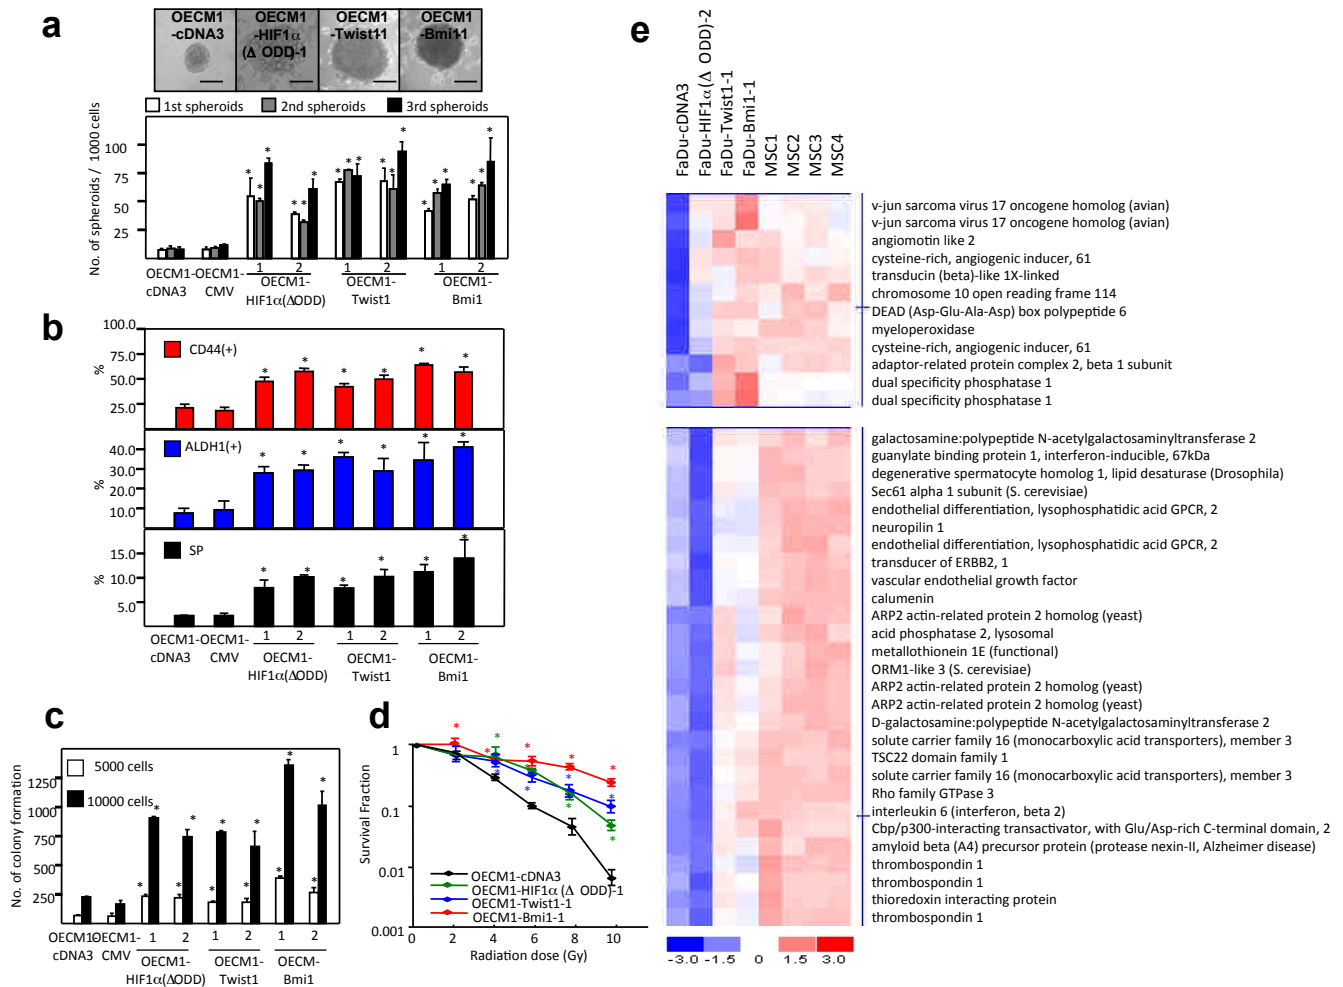 a
OECM1 OECM1 OECM1 OECM1
-cDNA3 -HIF1α -Twist11 -Bmi11
(Δ ODD)-1
1st spheroids 2nd spheroids 3rd spheroids
No. of spheroids / 1000 cells
100
75
50
25
* * * * * * * * * * * * * * * * * *
1 2 1 2 1 2
OECM1- OECM1- OECM1- OECM1- OECM1-
cDNA3 CMV HIF1α(ΔODD) Twist1 Bmi1
b
100.0
75.0
50.0
25.0
%
CD44(+)
* * * * * *
40.0
30.0
20.0
10.0
%
ALDH1(+)
* * * * * *
15.0
10.0
5.0
%
SP
* * * * * *
1 2 1 2 1 2
OECM1- OECM1- OECM1- OECM1- OECM1-
cDNA3 CMV HIF1α(ΔODD) Twist1 Bmi1
c
5000 cells
10000 cells
No. of colony formation
1250
1000
750
500
250
0
* * * * * * * * * * * *
1 2 1 2 1 2
OECM1- OECM1- OECM1- OECM1- OECM-
cDNA3 CMV HIF1α(ΔODD) Twist1 Bmi1
d
Survival Fraction
1
0.1
0.01
0.001
* * * * * * * * * * * * *
OECM1-cDNA3
OECM1-HIF1α (Δ ODD)-1
OECM1-Twist1-1
OECM1-Bmi1-1
0 2 4 6 8 10
Radiation dose (Gy)
e
FaDu-cDNA3
FaDu-HIF1α(Δ ODD)-2
FaDu-Twist1-1
FaDu-Bmi1-1
MSC1
MSC2
MSC3
MSC4
v-jun sarcoma virus 17 oncogene homolog (avian)
v-jun sarcoma virus 17 oncogene homolog (avian)
angiomotin like 2
cysteine-rich, angiogenic inducer, 61
transducin (beta)-like 1X-linked
chromosome 10 open reading frame 114
DEAD (Asp-Glu-Ala-Asp) box polypeptide 6
myeloperoxidase
cysteine-rich, angiogenic inducer, 61
adaptor-related protein complex 2, beta 1 subunit
dual specificity phosphatase 1
dual specificity phosphatase 1
galactosamine:polypeptide N-acetylgalactosaminyltransferase 2
guanylate binding protein 1, interferon-inducible, 67kDa
degenerative spermatocyte homolog 1, lipid desaturase (Drosophila)
Sec61 alpha 1 subunit (S. cerevisiae)
endothelial differentiation, lysophosphatidic acid GPCR, 2
neuropilin 1
endothelial differentiation, lysophosphatidic acid GPCR, 2
transducer of ERBB2, 1
vascular endothelial growth factor
calumenin
ARP2 actin-related protein 2 homolog (yeast)
acid phosphatase 2, lysosomal
metallothionein 1E (functional)
ORM1-like 3 (S. cerevisiae)
ARP2 actin-related protein 2 homolog (yeast)
ARP2 actin-related protein 2 homolog (yeast)
D-galactosamine:polypeptide N-acetylgalactosaminyltransferase 2
solute carrier family 16 (monocarboxylic acid transporters), member 3
TSC22 domain family 1
solute carrier family 16 (monocarboxylic acid transporters), member 3
Rho family GTPase 3
interleukin 6 (interferon, beta 2)
Cbp/p300-interacting transactivator, with Glu/Asp-rich C-terminal domain, 2
amyloid beta (A4) precursor protein (protease nexin-II, Alzheimer disease)
thrombospondin 1
thrombospondin 1
thioredoxin interacting protein
thrombospondin 1
-3.0 -1.5 0 1.5 3.0